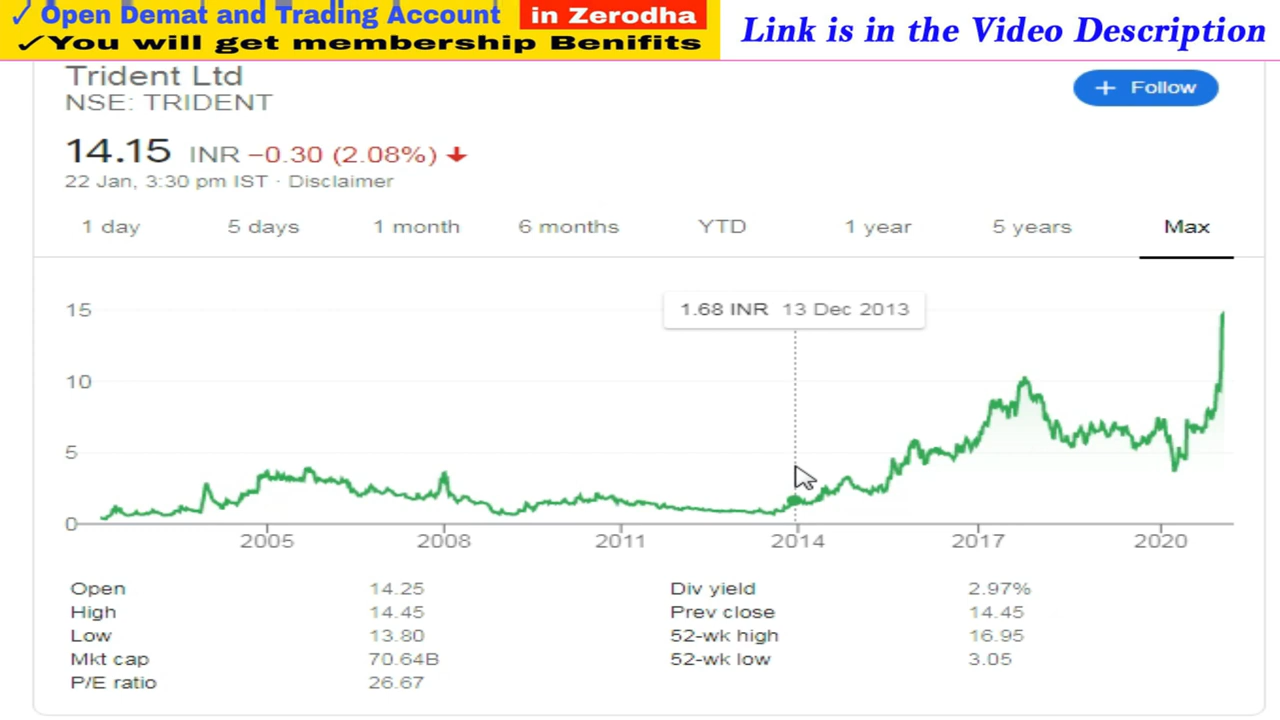 ✓ Open Demat and Trading Account in Zerodha
✓You will get membership Benifits
Link is in the Video Description
Trident Ltd
NSE: TRIDENT
+ Follow
14.15 INR −0.30 (2.08%) ↓
22 Jan, 3:30 pm IST · Disclaimer
1 day 5 days 1 month 6 months YTD 1 year 5 years Max
1.68 INR 13 Dec 2013
15
10
5
0
2005 2008 2011 2014 2017 2020
Open 14.25 Div yield 2.97%
High 14.45 Prev close 14.45
Low 13.80 52-wk high 16.95
Mkt cap 70.64B 52-wk low 3.05
P/E ratio 26.67